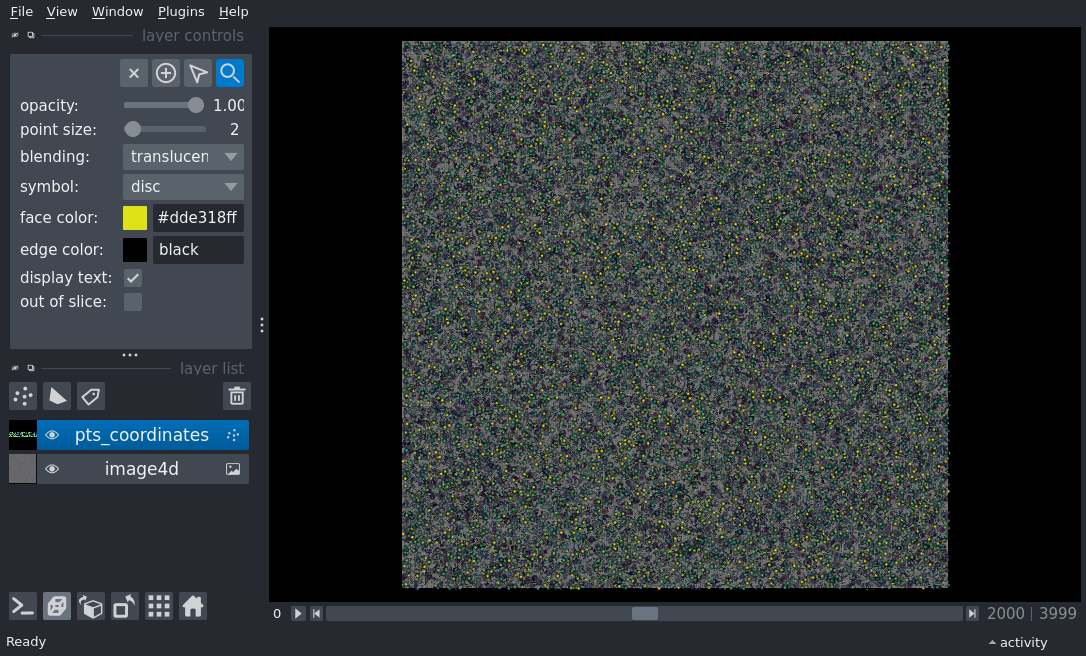 File View Window Plugins Help
layer controls
opacity: 1.00
point size: 2
blending: translucen
symbol: disc
face color: #dde318ff
edge color: black
display text:
out of slice:
layer list
pts_coordinates
image4d
0 2000 | 3999
Ready
activity